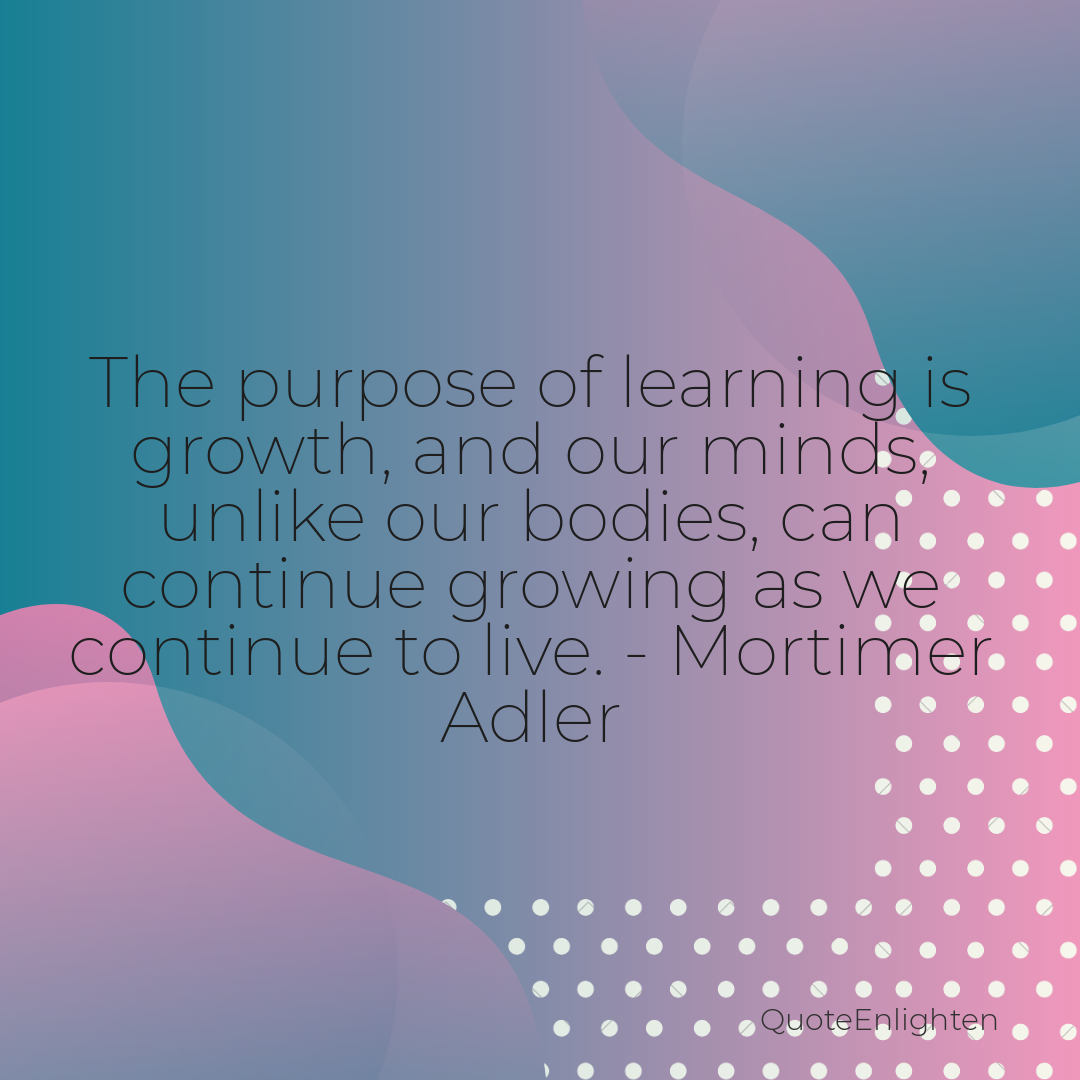 The purpose of learning is
growth, and our minds,
unlike our bodies, can
continue growing as we
continue to live. - Mortimer
Adler
QuoteEnlighten